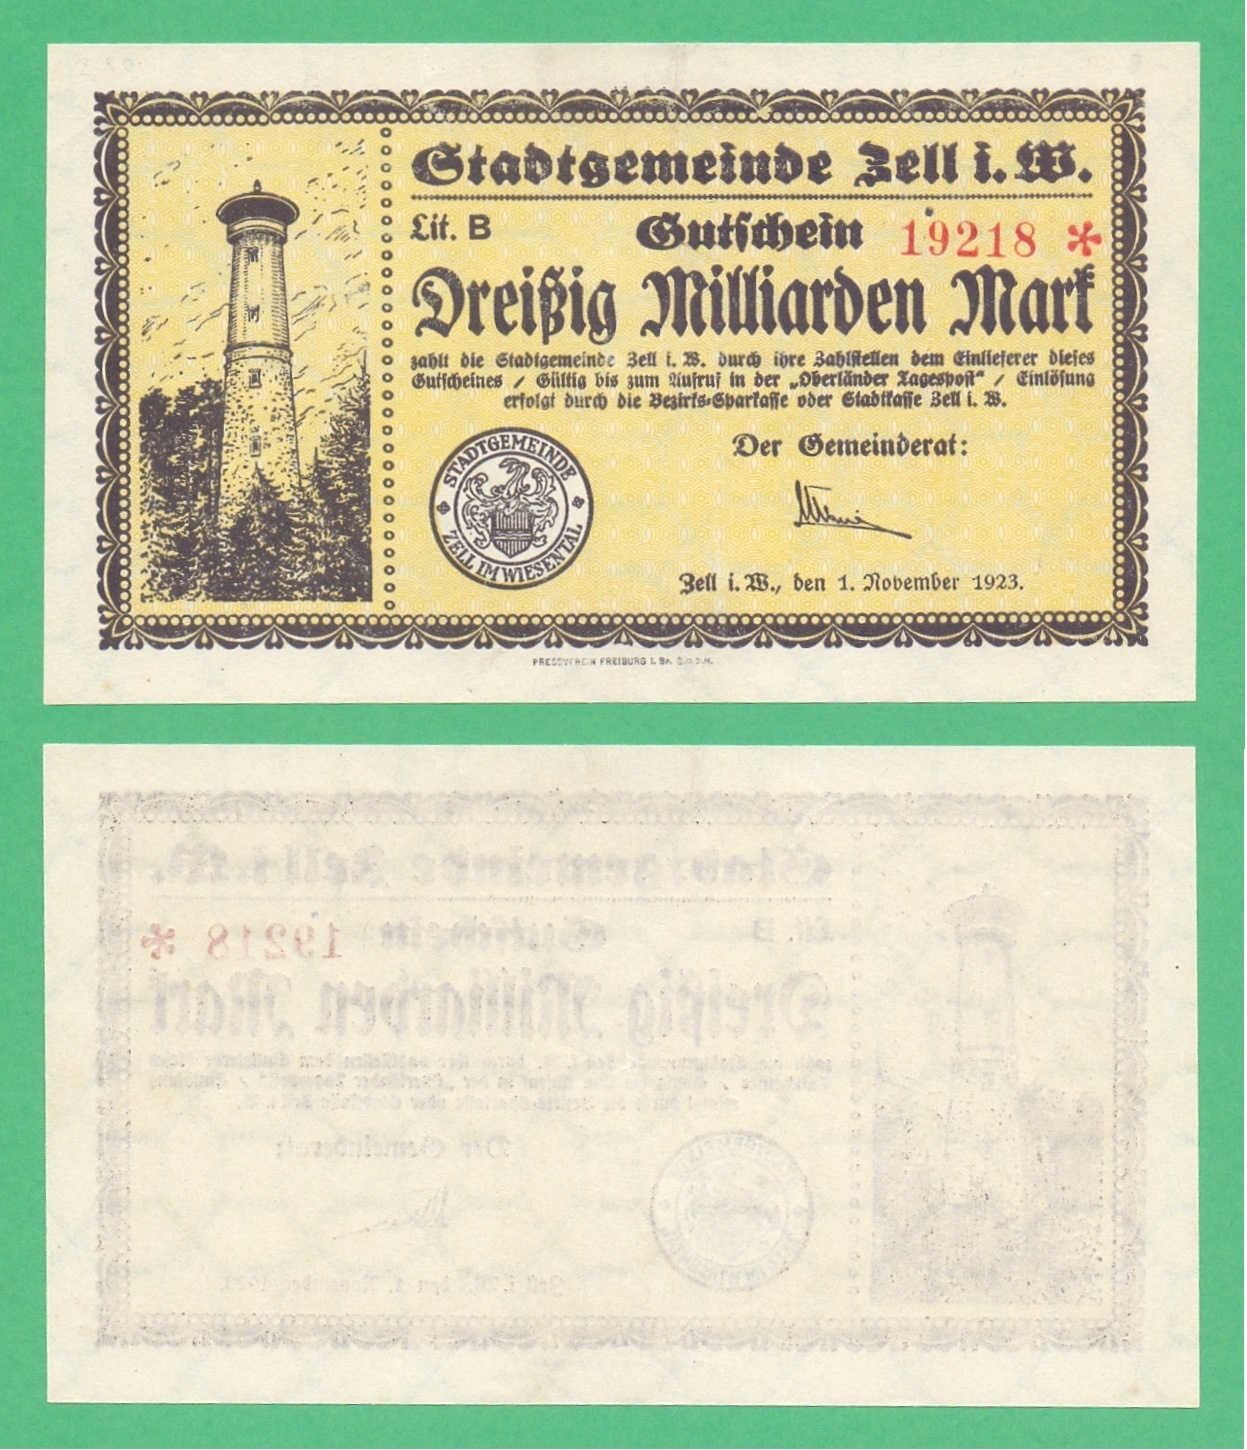 Stadtgemeinde Zell i. W.
Lit. B
Gutschein
19218 *
Dreißig Milliarden Mark
zahlt die Stadtgemeinde Zell i. W. durch ihre Zahlstellen dem Einlieferer dieses
Gutscheines / Gültig bis zum Aufruf in der „Oberländer Tagespost“ / Einlösung
erfolgt durch die Bezirks-Sparkasse oder Stadtkasse Zell i. W.
Der Gemeinderat:
STADTGEMEINDE
ZELL IM WIESENTAL
Zell i. W., den 1. November 1923.
PRESSVEREIN FREIBURG I. Br. G.m.b.H.